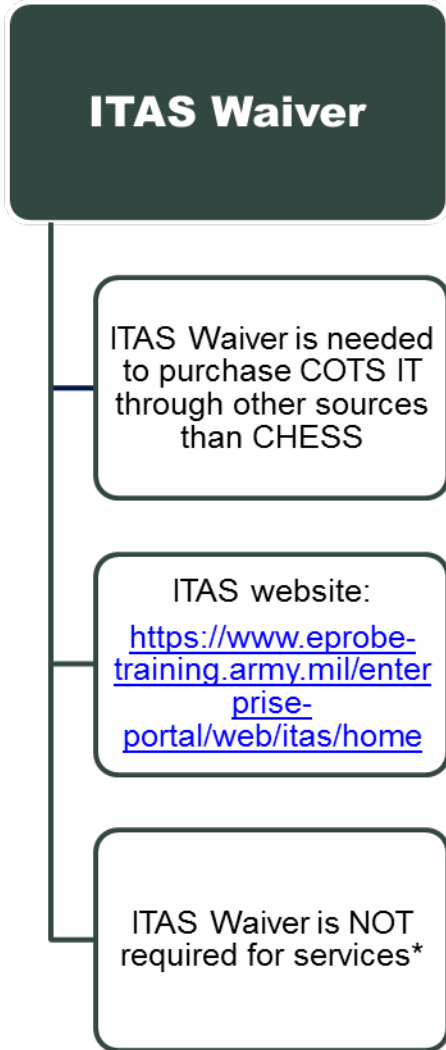 ITAS Waiver
ITAS Waiver is needed
to purchase COTS IT
through other sources
than CHESS
ITAS website:
https://www.eprobe-
training.army.mil/enter
prise-
portal/web/itas/home
ITAS Waiver is NOT
required for services*